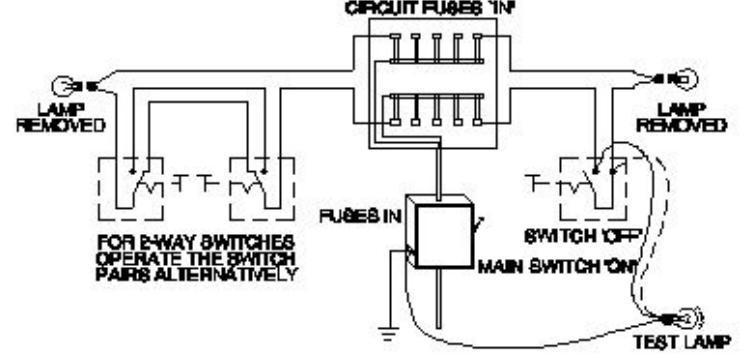 CIRCUIT FUSES 'IN'
LAMP
REMOVED
LAMP
REMOVED
FUSES IN
SWITCH 'OFF'
FOR 2-WAY SWITCHES
OPERATE THE SWITCH
PAIRS ALTERNATIVELY
MAIN SWITCH 'ON'
TEST LAMP